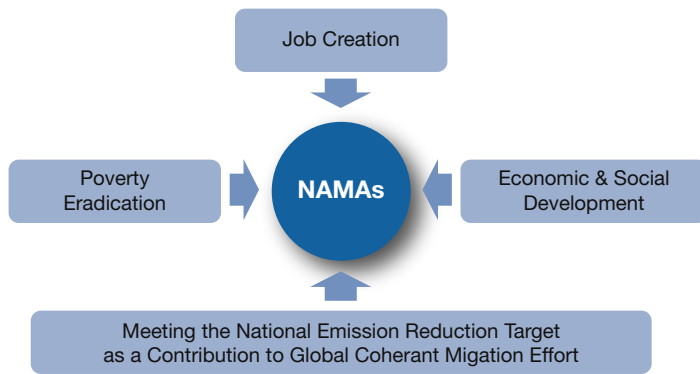 Job Creation
Poverty
Eradication
NAMAs
Economic & Social
Development
Meeting the National Emission Reduction Target
as a Contribution to Global Coherant Migation Effort